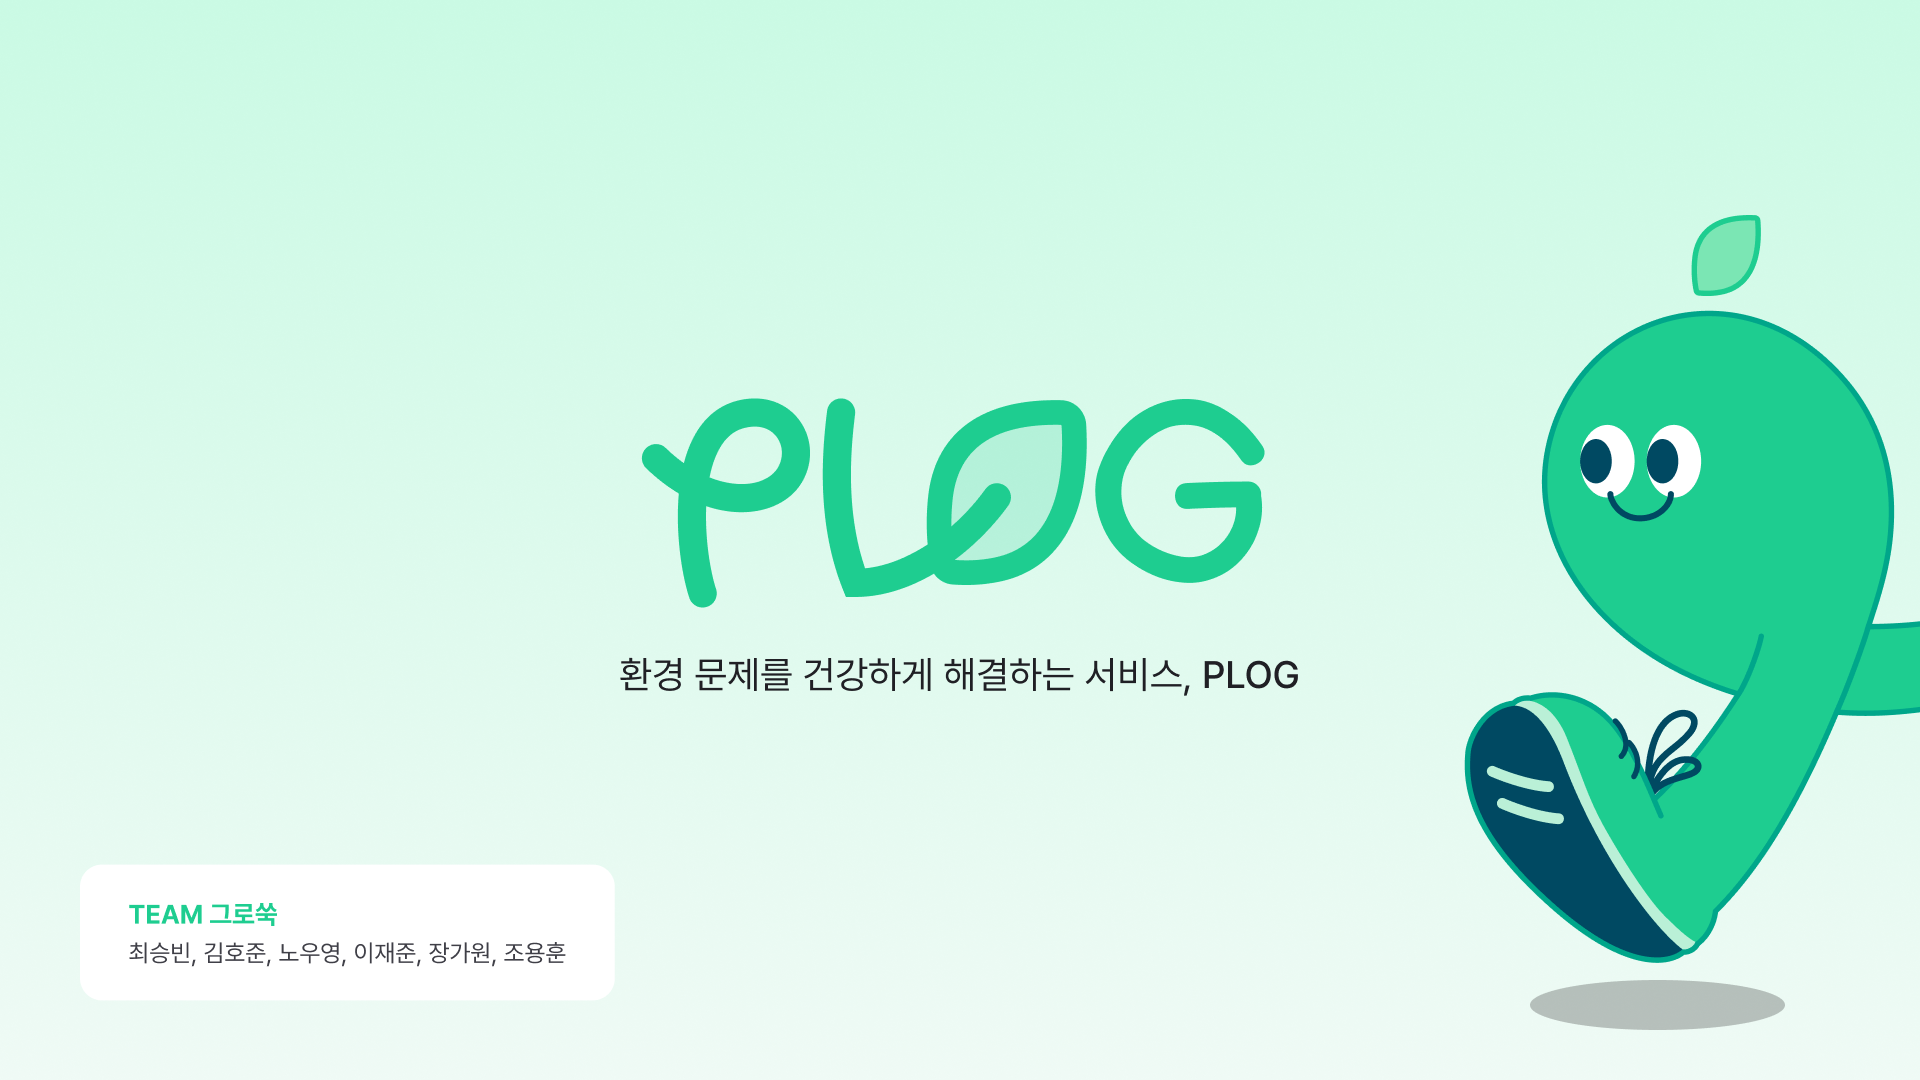 PLOG
환경 문제를 건강하게 해결하는 서비스, PLOG
TEAM 그로쑥
최승빈, 김호준, 노우영, 이재준, 장가원, 조용훈